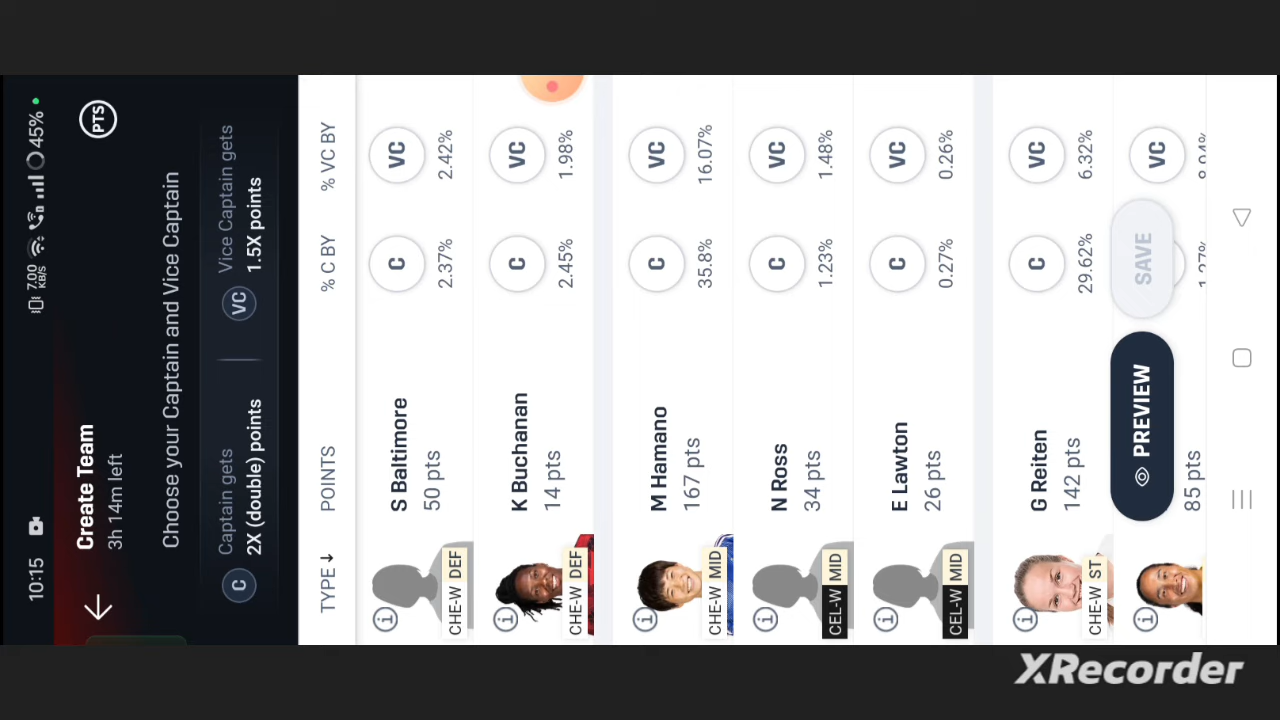 10:15
7.00
KB/S
45%
Create Team
3h 14m left
PTS
Choose your Captain and Vice Captain
C
Captain gets
2X (double) points
VC
Vice Captain gets
1.5X points
TYPE ↓
POINTS
% C BY
% VC BY
CHE-W DEF
S Baltimore
50 pts
C
2.37%
VC
2.42%
CHE-W DEF
K Buchanan
14 pts
C
2.45%
VC
1.98%
CHE-W MID
M Hamano
167 pts
C
35.8%
VC
16.07%
CEL-W MID
N Ross
34 pts
C
1.23%
VC
1.48%
CEL-W MID
E Lawton
26 pts
C
0.27%
VC
0.26%
CHE-W ST
G Reiten
142 pts
C
29.62%
VC
6.32%
85 pts
VC
PREVIEW
SAVE
XRecorder